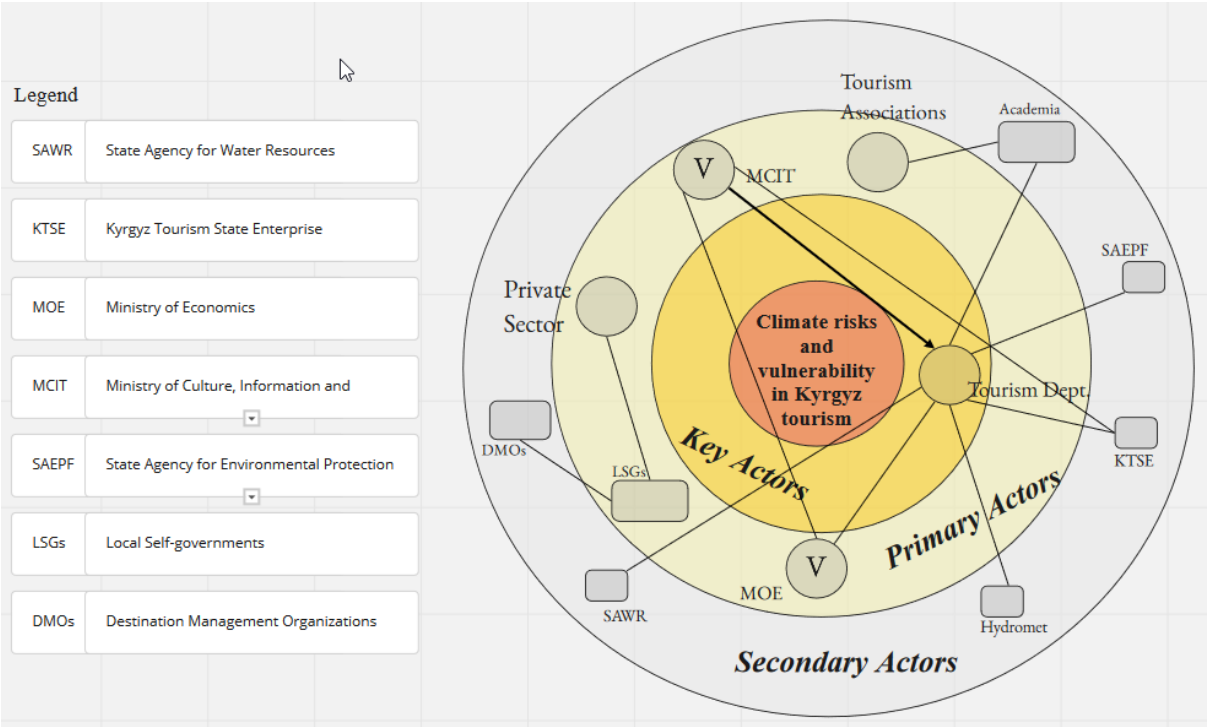 Legend
SAWR State Agency for Water Resources
KTSE Kyrgyz Tourism State Enterprise
MOE Ministry of Economics
MCIT Ministry of Culture, Information and
SAEPF State Agency for Environmental Protection
LSGs Local Self-governments
DMOs Destination Management Organizations
Tourism
Associations
Academia
V
MCIT
SAEPF
Private
Sector
Climate risks
and
vulnerability
in Kyrgyz
tourism
Tourism Dept.
DMOs
LSGs
Key Actors
KTSE
Primary Actors
V
MOE
SAWR
Hydromet
Secondary Actors